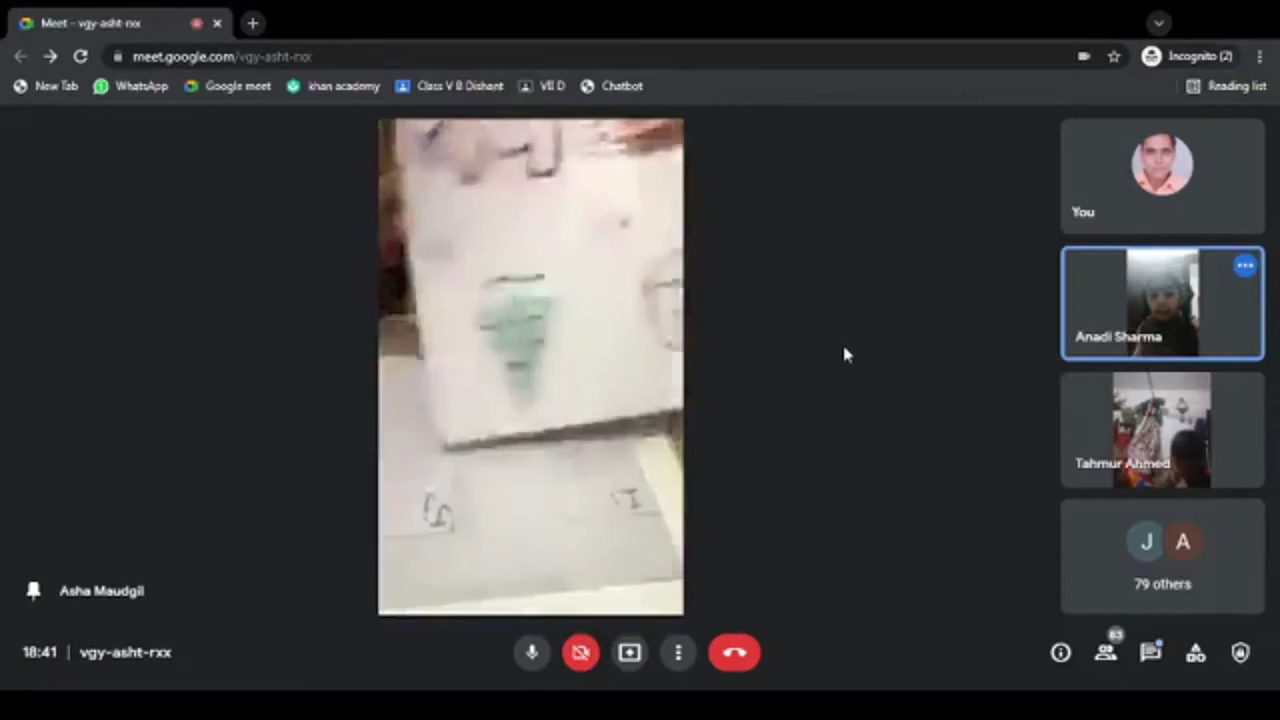 Meet – vgy-asht-rxx
meet.google.com/vgy-asht-rxx
Incognito (2)
New Tab
WhatsApp
Google meet
khan academy
Class V B Dishant
VII D
Chatbot
Reading list
You
Anadi Sharma
Tahmur Ahmed
J
A
79 others
Asha Maudgil
18:41 | vgy-asht-rxx
83